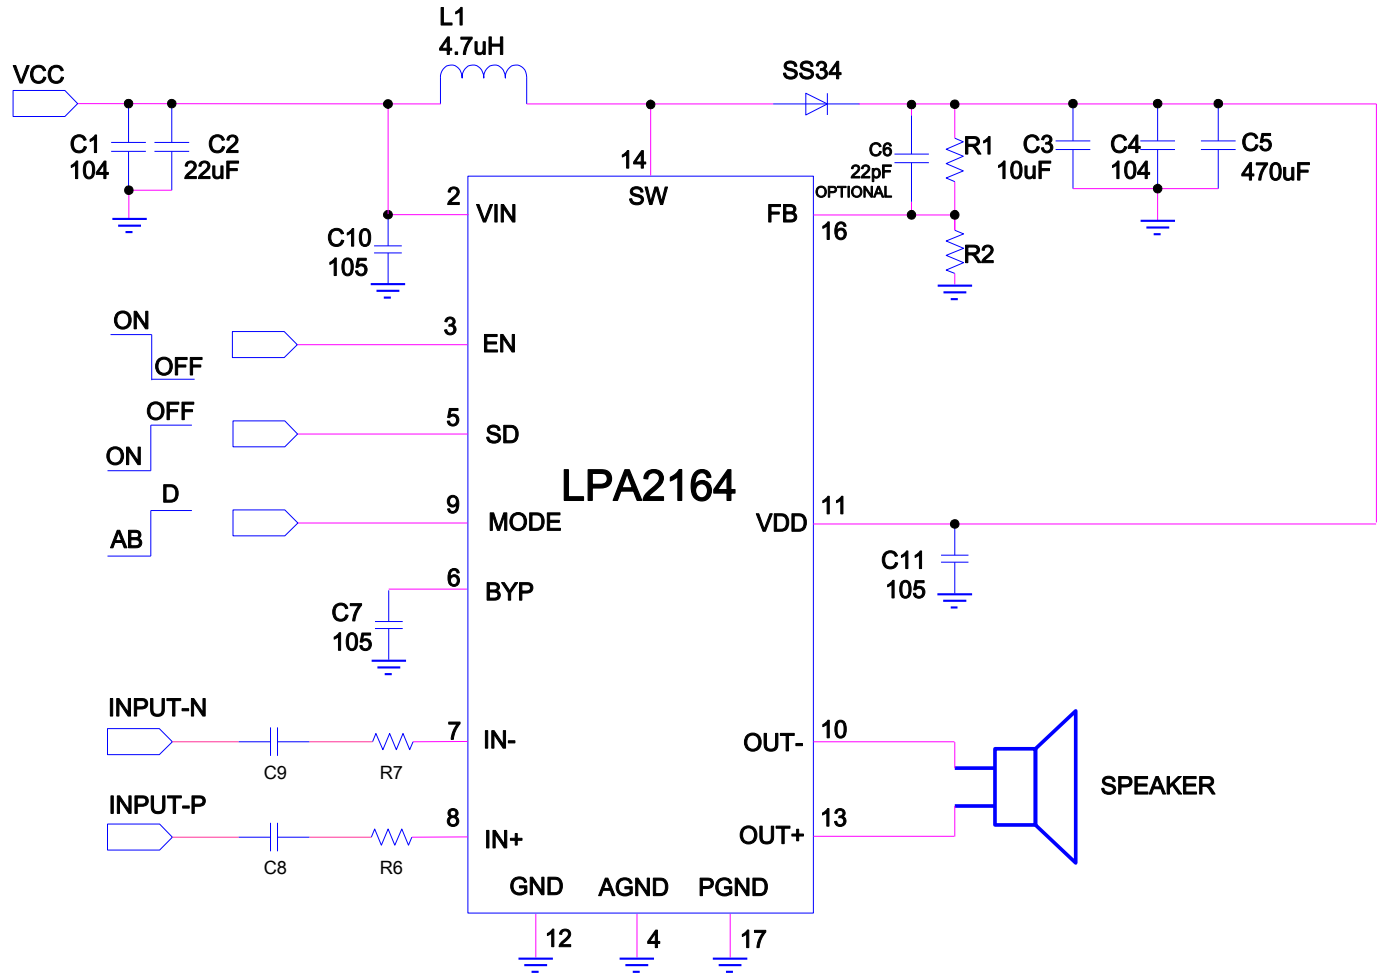 L1
4.7uH
VCC
SS34
C1
104
C2
22uF
14
SW
C6
22pF
OPTIONAL
R1
C3
10uF
C4
104
C5
470uF
2
VIN
FB
16
C10
105
R2
ON
OFF
3
EN
OFF
ON
5
SD
D
AB
9
MODE
LPA2164
VDD
11
6
BYP
C7
105
C11
105
INPUT-N
C9
R7
7
IN-
OUT-
10
SPEAKER
INPUT-P
C8
R6
8
IN+
OUT+
13
GND
AGND
PGND
12
4
17